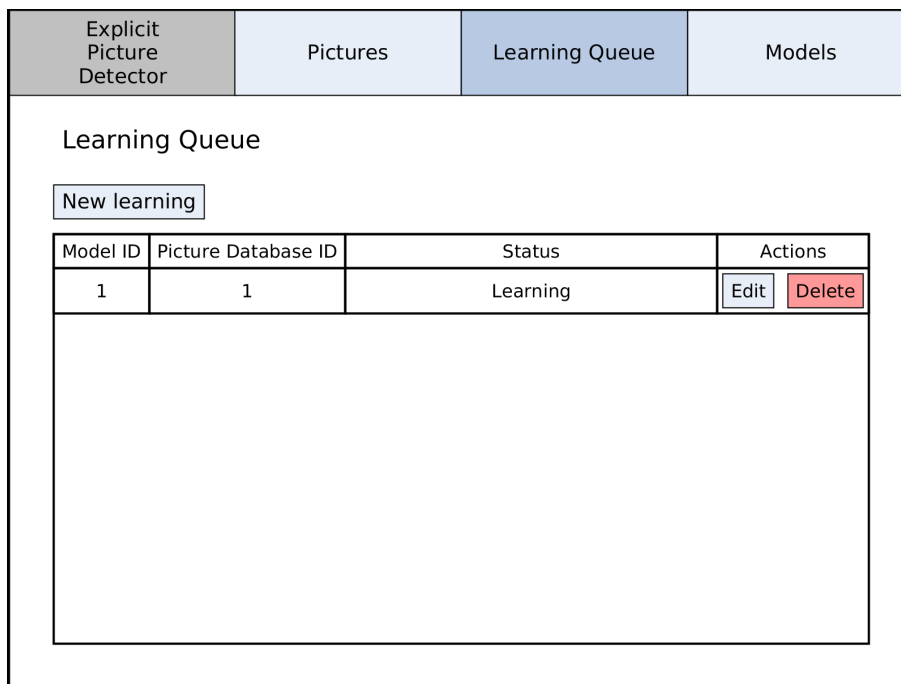 Explicit
Picture
Detector
Pictures
Learning Queue
Models
Learning Queue
New learning
Model ID Picture Database ID Status Actions
1 1 Learning Edit Delete